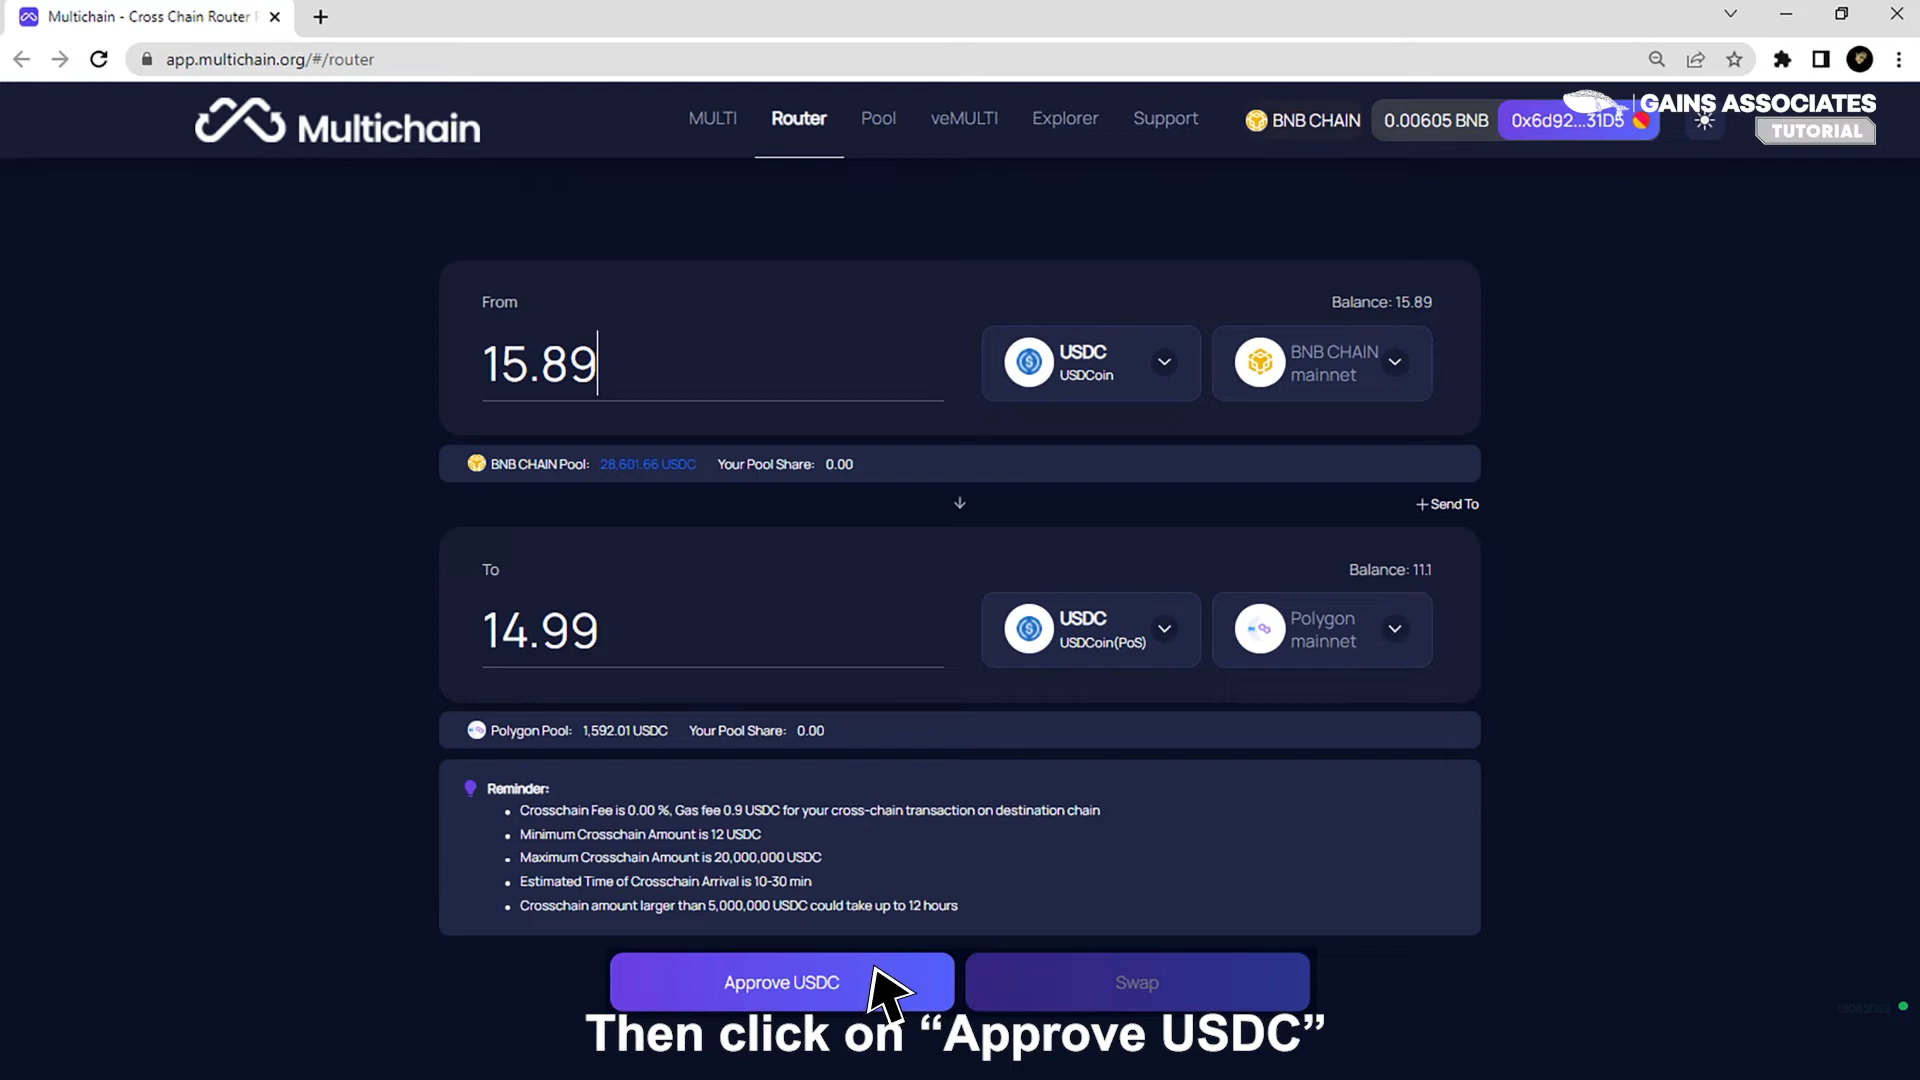 Multichain - Cross Chain Router
app.multichain.org/#/router
Multichain
MULTI
Router
Pool
veMULTI
Explorer
Support
BNB CHAIN
0.00605 BNB
0x6d92...31D5
GAINS ASSOCIATES
TUTORIAL
From
Balance: 15.89
15.89
USDC
USDCoin
BNB CHAIN
mainnet
BNB CHAIN Pool: 28,601.66 USDC Your Pool Share: 0.00
+ Send To
To
Balance: 11.1
14.99
USDC
USDCoin(PoS)
Polygon
mainnet
Polygon Pool: 1,592.01 USDC Your Pool Share: 0.00
Reminder:
Crosschain Fee is 0.00 %, Gas fee 0.9 USDC for your cross-chain transaction on destination chain
Minimum Crosschain Amount is 12 USDC
Maximum Crosschain Amount is 20,000,000 USDC
Estimated Time of Crosschain Arrival is 10-30 min
Crosschain amount larger than 5,000,000 USDC could take up to 12 hours
Approve USDC
Swap
Then click on “Approve USDC”